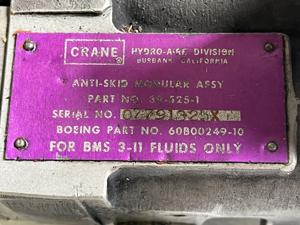 CRANE HYDRO-AIRE DIVISION
BURBANK, CALIFORNIA
ANTI-SKID MODULAR ASSY
PART NO. 39-525-1
SERIAL NO.
BOEING PART NO. 60B00249-10
FOR BMS 3-11 FLUIDS ONLY